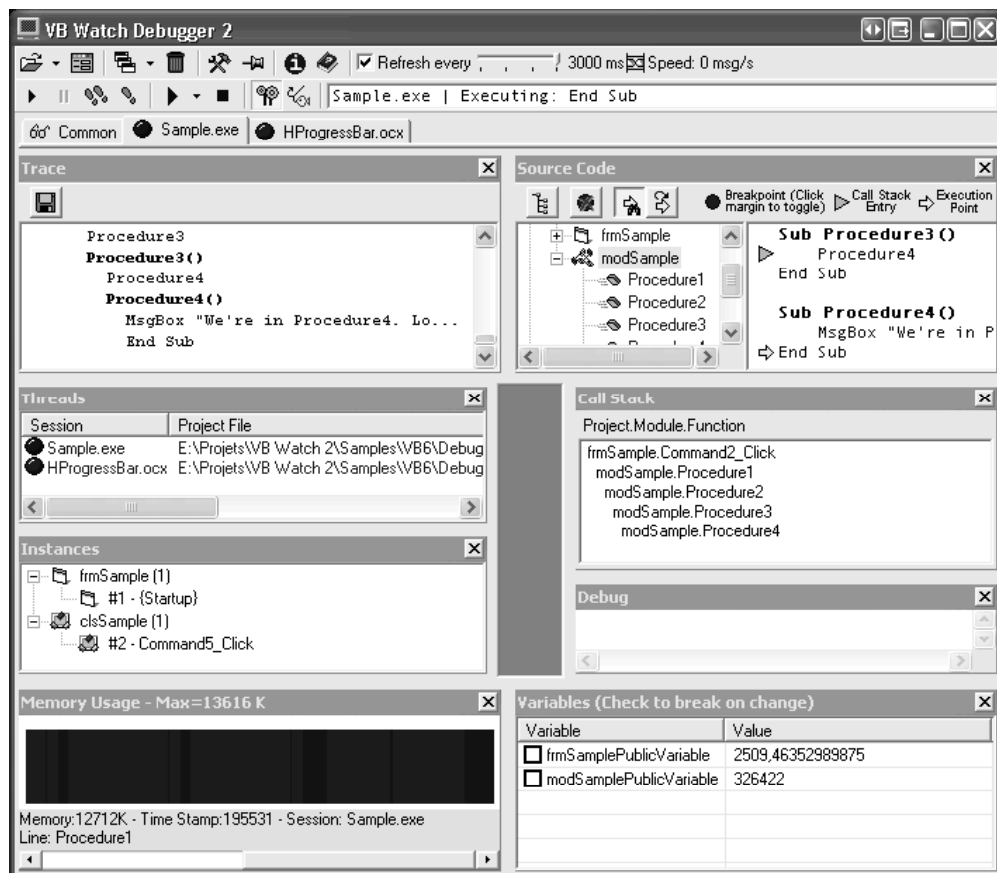 VB Watch Debugger 2
Refresh every 3000 ms Speed: 0 msg/s
Sample.exe | Executing: End Sub
Common Sample.exe HProgressBar.ocx
Trace
Procedure3
Procedure3()
Procedure4
Procedure4()
MsgBox "We're in Procedure4. Lo...
End Sub
Source Code
Breakpoint (Click margin to toggle) Call Stack Entry Execution Point
frmSample
modSample
Procedure1
Procedure2
Procedure3
Sub Procedure3()
Procedure4
End Sub
Sub Procedure4()
MsgBox "We're in P
End Sub
Threads
Session Project File
Sample.exe E:\Projets\VB Watch 2\Samples\VB6\Debug
HProgressBar.ocx E:\Projets\VB Watch 2\Samples\VB6\Debug
Call Stack
Project.Module.Function
frmSample.Command2_Click
modSample.Procedure1
modSample.Procedure2
modSample.Procedure3
modSample.Procedure4
Instances
frmSample (1)
#1 - {Startup}
clsSample (1)
#2 - Command5_Click
Debug
Memory Usage - Max=13616 K
Memory:12712K - Time Stamp:195531 - Session: Sample.exe
Line: Procedure1
Variables (Check to break on change)
Variable Value
frmSamplePublicVariable 2509,46352989875
modSamplePublicVariable 326422